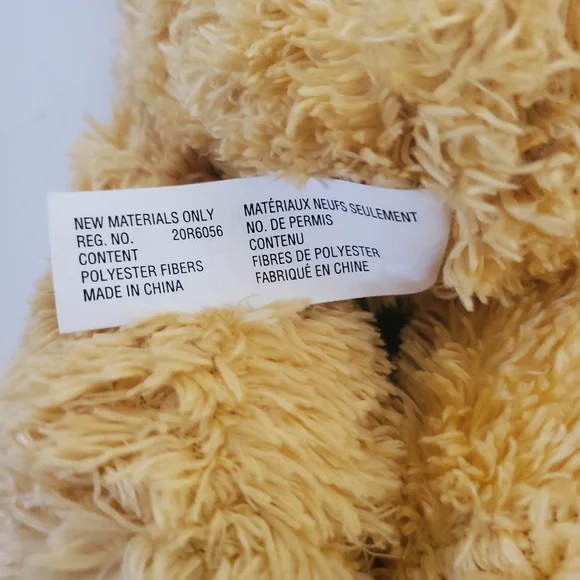 NEW MATERIALS ONLY
REG. NO. 20R6056
CONTENT
POLYESTER FIBERS
MADE IN CHINA
MATÉRIAUX NEUFS SEULEMENT
NO. DE PERMIS
CONTENU
FIBRES DE POLYESTER
FABRIQUÉ EN CHINE